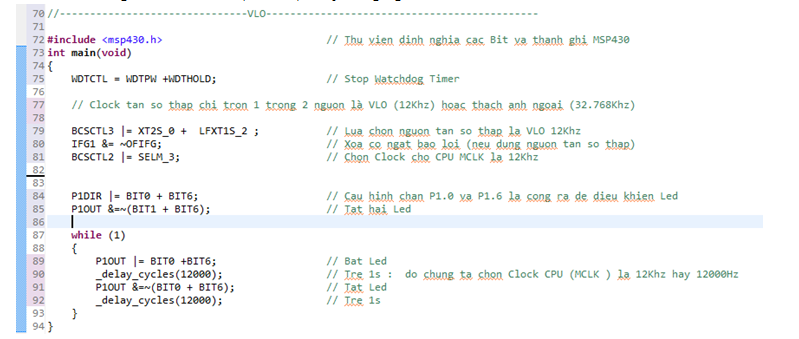 70 //-----------------------------VLO------------------------------------------
71
72 #include <msp430.h> // Thu vien dinh nghia cac Bit va thanh ghi MSP430
73 int main(void)
74 {
75 WDTCTL = WDTPW +WDTHOLD; // Stop Watchdog Timer
76
77 // Clock tan so thap chi tron 1 trong 2 nguon là VLO (12Khz) hoac thach anh ngoai (32.768Khz)
78
79 BCSCTL3 |= XT2S_0 + LFXT1S_2 ; // Lua chon nguon tan so thap la VLO 12Khz
80 IFG1 &= ~OFIFG; // Xoa co ngat bao loi (neu dung nguon tan so thap)
81 BCSCTL2 |= SELM_3; // Chon Clock cho CPU MCLK la 12Khz
82
83
84 P1DIR |= BIT0 + BIT6; // Cau hinh chan P1.0 va P1.6 la cong ra de dieu khien Led
85 P1OUT &=~(BIT1 + BIT6); // Tat hai Led
86
87 while (1)
88 {
89 P1OUT |= BIT0 +BIT6; // Bat Led
90 _delay_cycles(12000); // Tre 1s : do chung ta chon Clock CPU (MCLK ) la 12Khz hay 12000Hz
91 P1OUT &=~(BIT0 + BIT6); // Tat Led
92 _delay_cycles(12000); // Tre 1s
93 }
94 }